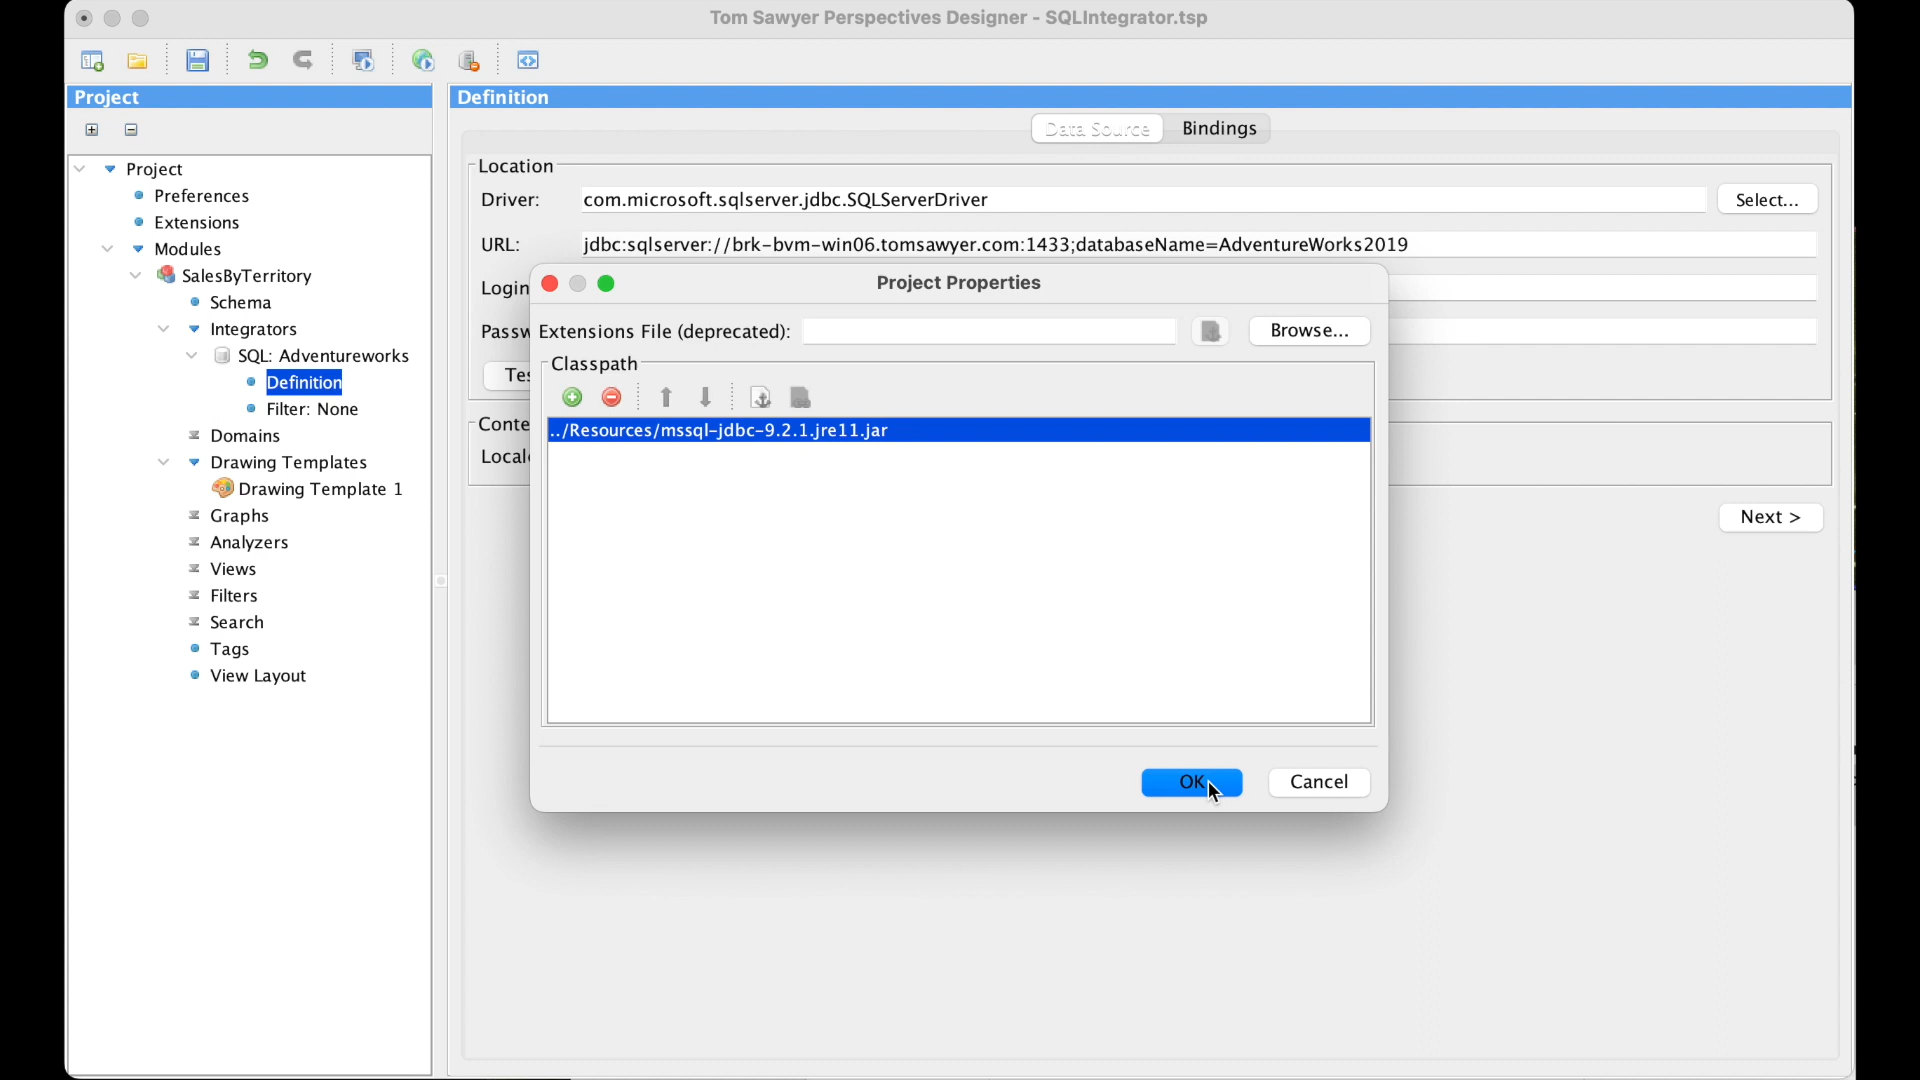 Tom Sawyer Perspectives Designer - SQLIntegrator.tsp
Project
Project
Preferences
Extensions
Modules
SalesByTerritory
Schema
Integrators
SQL: Adventureworks
Definition
Filter: None
Domains
Drawing Templates
Drawing Template 1
Graphs
Analyzers
Views
Filters
Search
Tags
View Layout
Definition
Data Source Bindings
Location
Driver: com.microsoft.sqlserver.jdbc.SQLServerDriver Select...
URL: jdbc:sqlserver://brk-bvm-win06.tomsawyer.com:1433;databaseName=AdventureWorks2019
Login
Passw
Tes
Conte
Local
Next >
Project Properties
Extensions File (deprecated): Browse...
Classpath
../Resources/mssql-jdbc-9.2.1.jre11.jar
OK Cancel